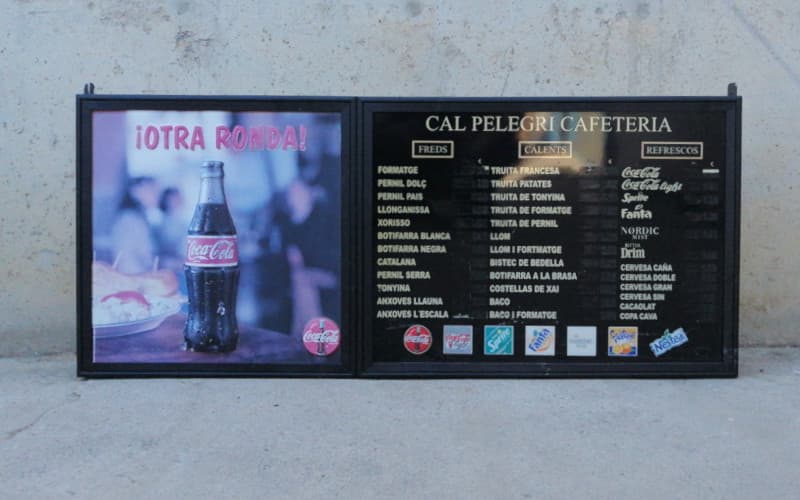 ¡OTRA RONDA!
Coca-Cola
Coca-Cola
CAL PELEGRI CAFETERIA
FREDS
€
FORMATGE
PERNIL DOLÇ
PERNIL PAIS
LLONGANISSA
XORISSO
BOTIFARRA BLANCA
BOTIFARRA NEGRA
CATALANA
PERNIL SERRA
TONYINA
ANXOVES LLAUNA
ANXOVES L'ESCALA
CALENTS
€
TRUITA FRANCESA
TRUITA PATATES
TRUITA DE TONYINA
TRUITA DE FORMATGE
TRUITA DE PERNIL
LLOM
LLOM I FORTMATGE
BISTEC DE BEDELLA
BOTIFARRA A LA BRASA
COSTELLAS DE XAI
BACO
BACO I FORMATGE
REFRESCOS
€
Coca-Cola
Coca-Cola light
Sprite
Fanta
NORDIC
MIST
Drim
CERVESA CAÑA
CERVESA DOBLE
CERVESA GRAN
CERVESA SIN
CACAOLAT
COPA CAVA
Coca-Cola
Sprite
Fanta
Nestea